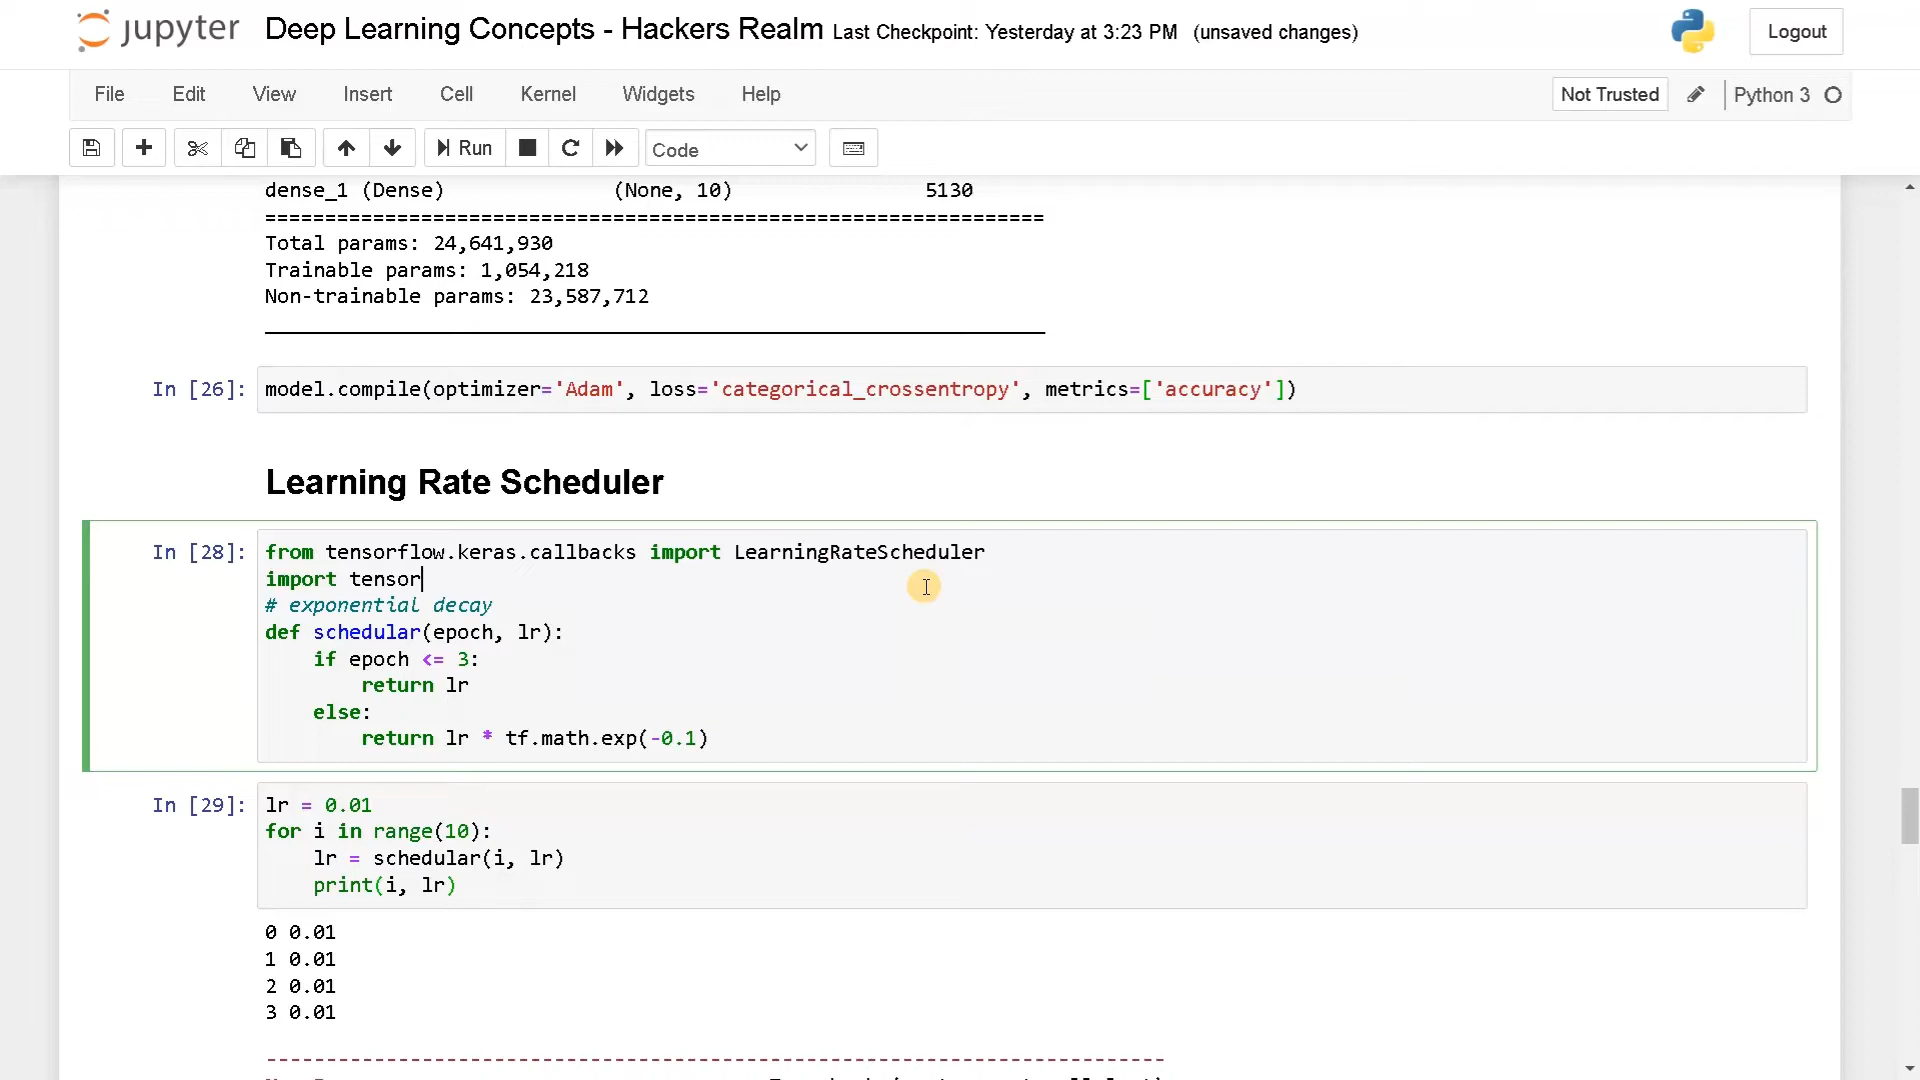 jupyter Deep Learning Concepts - Hackers Realm Last Checkpoint: Yesterday at 3:23 PM (unsaved changes) Logout
File Edit View Insert Cell Kernel Widgets Help Not Trusted Python 3
Run Code
dense_1 (Dense) (None, 10) 5130
=================================================================
Total params: 24,641,930
Trainable params: 1,054,218
Non-trainable params: 23,587,712
_________________________________________________________________
In [26]: model.compile(optimizer='Adam', loss='categorical_crossentropy', metrics=['accuracy'])
Learning Rate Scheduler
In [28]: from tensorflow.keras.callbacks import LearningRateScheduler
import tensor
# exponential decay
def schedular(epoch, lr):
    if epoch <= 3:
        return lr
    else:
        return lr * tf.math.exp(-0.1)
In [29]: lr = 0.01
for i in range(10):
    lr = schedular(i, lr)
    print(i, lr)
0 0.01
1 0.01
2 0.01
3 0.01
---------------------------------------------------------------------------